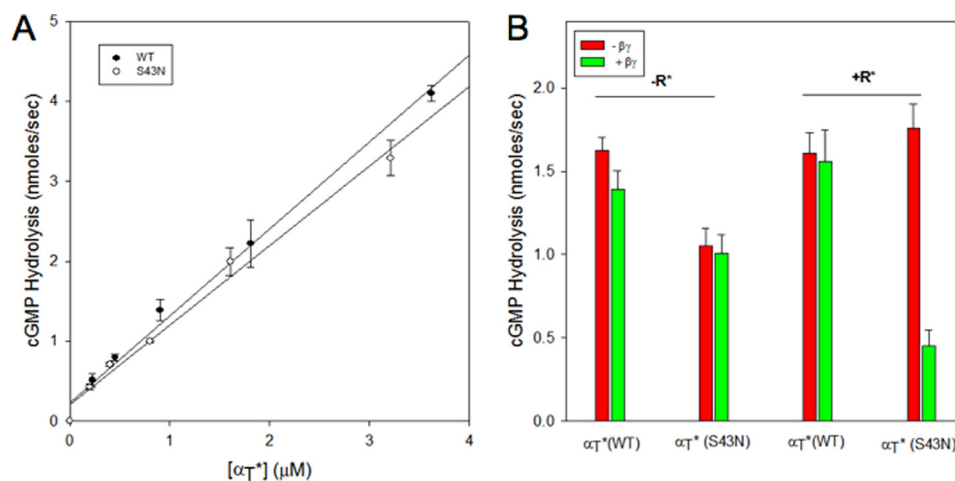 A
5
4
3
2
1
0
cGMP Hydrolysis (nmoles/sec)
WT
S43N
0
1
2
3
4
[αT*] (μM)
B
- βγ
+ βγ
-R*
+R*
2.0
1.5
1.0
0.5
0.0
cGMP Hydrolysis (nmoles/sec)
αT*(WT)
αT* (S43N)
αT*(WT)
αT* (S43N)